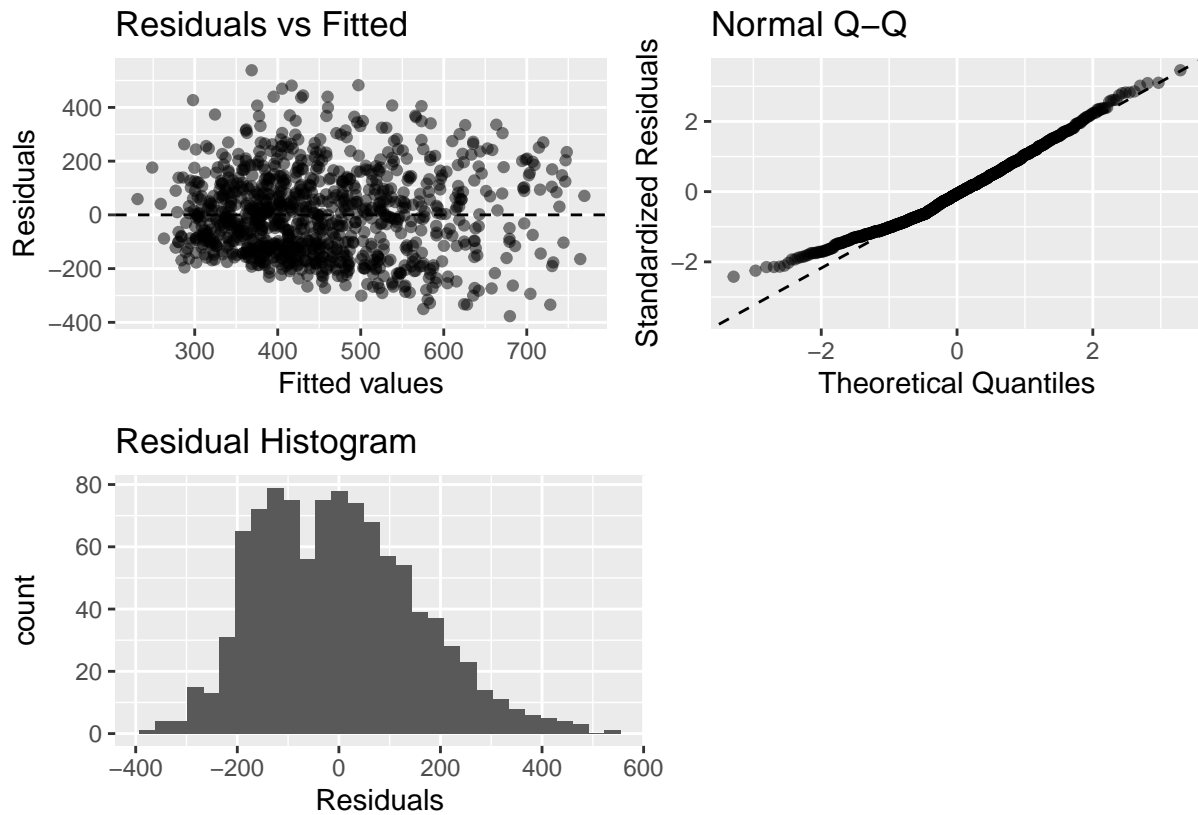 Residuals vs Fitted
Residuals
400
200
0
−200
−400
300 400 500 600 700
Fitted values
Normal Q−Q
Standardized Residuals
2
0
−2
−2 0 2
Theoretical Quantiles
Residual Histogram
count
80
60
40
20
0
−400 −200 0 200 400 600
Residuals